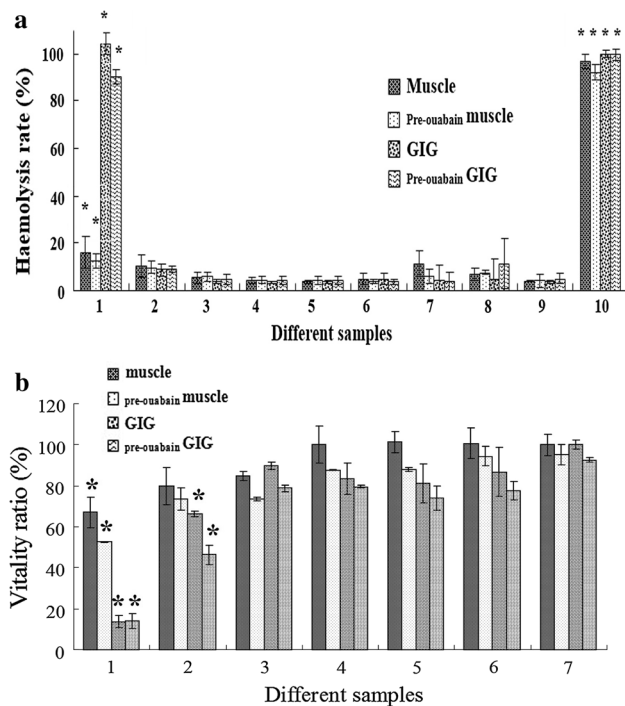 a
Haemolysis rate (%)
100
80
60
40
20
0
* * * * * * * *
Muscle
Pre-ouabain muscle
GIG
Pre-ouabain GIG
1 2 3 4 5 6 7 8 9 10
Different samples
b
muscle
pre-ouabain muscle
GIG
pre-ouabain GIG
Vitality ratio (%)
120
100
80
60
40
20
0
* * * * * *
1 2 3 4 5 6 7
Different samples